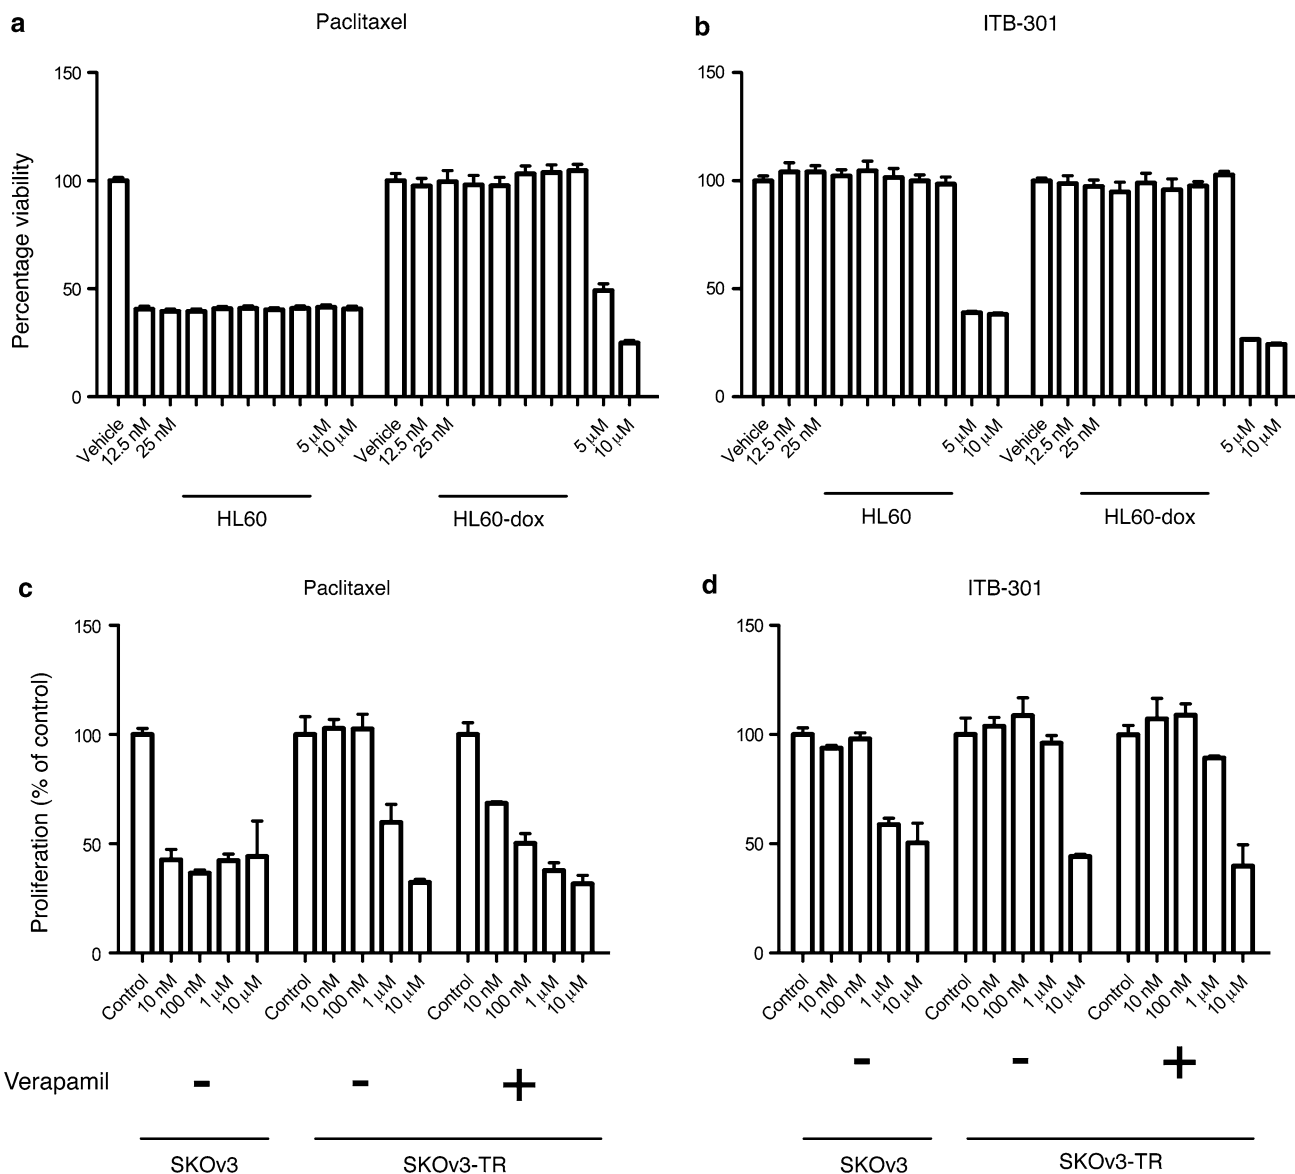 a
Paclitaxel
b
ITB-301
Percentage viability
150
100
50
0
Vehicle
12.5 nM
25 nM
5 μM
10 μM
Vehicle
12.5 nM
25 nM
5 μM
10 μM
HL60
HL60-dox
150
100
50
0
Vehicle
12.5 nM
25 nM
5 μM
10 μM
Vehicle
12.5 nM
25 nM
5 μM
10 μM
HL60
HL60-dox
c
Paclitaxel
d
ITB-301
Proliferation (% of control)
150
100
50
0
Control
10 nM
100 nM
1 μM
10 μM
Control
10 nM
100 nM
1 μM
10 μM
Control
10 nM
100 nM
1 μM
10 μM
Verapamil - - +
SKOv3
SKOv3-TR
150
100
50
0
Control
10 nM
100 nM
1 μM
10 μM
Control
10 nM
100 nM
1 μM
10 μM
Control
10 nM
100 nM
1 μM
10 μM
- - +
SKOv3
SKOv3-TR